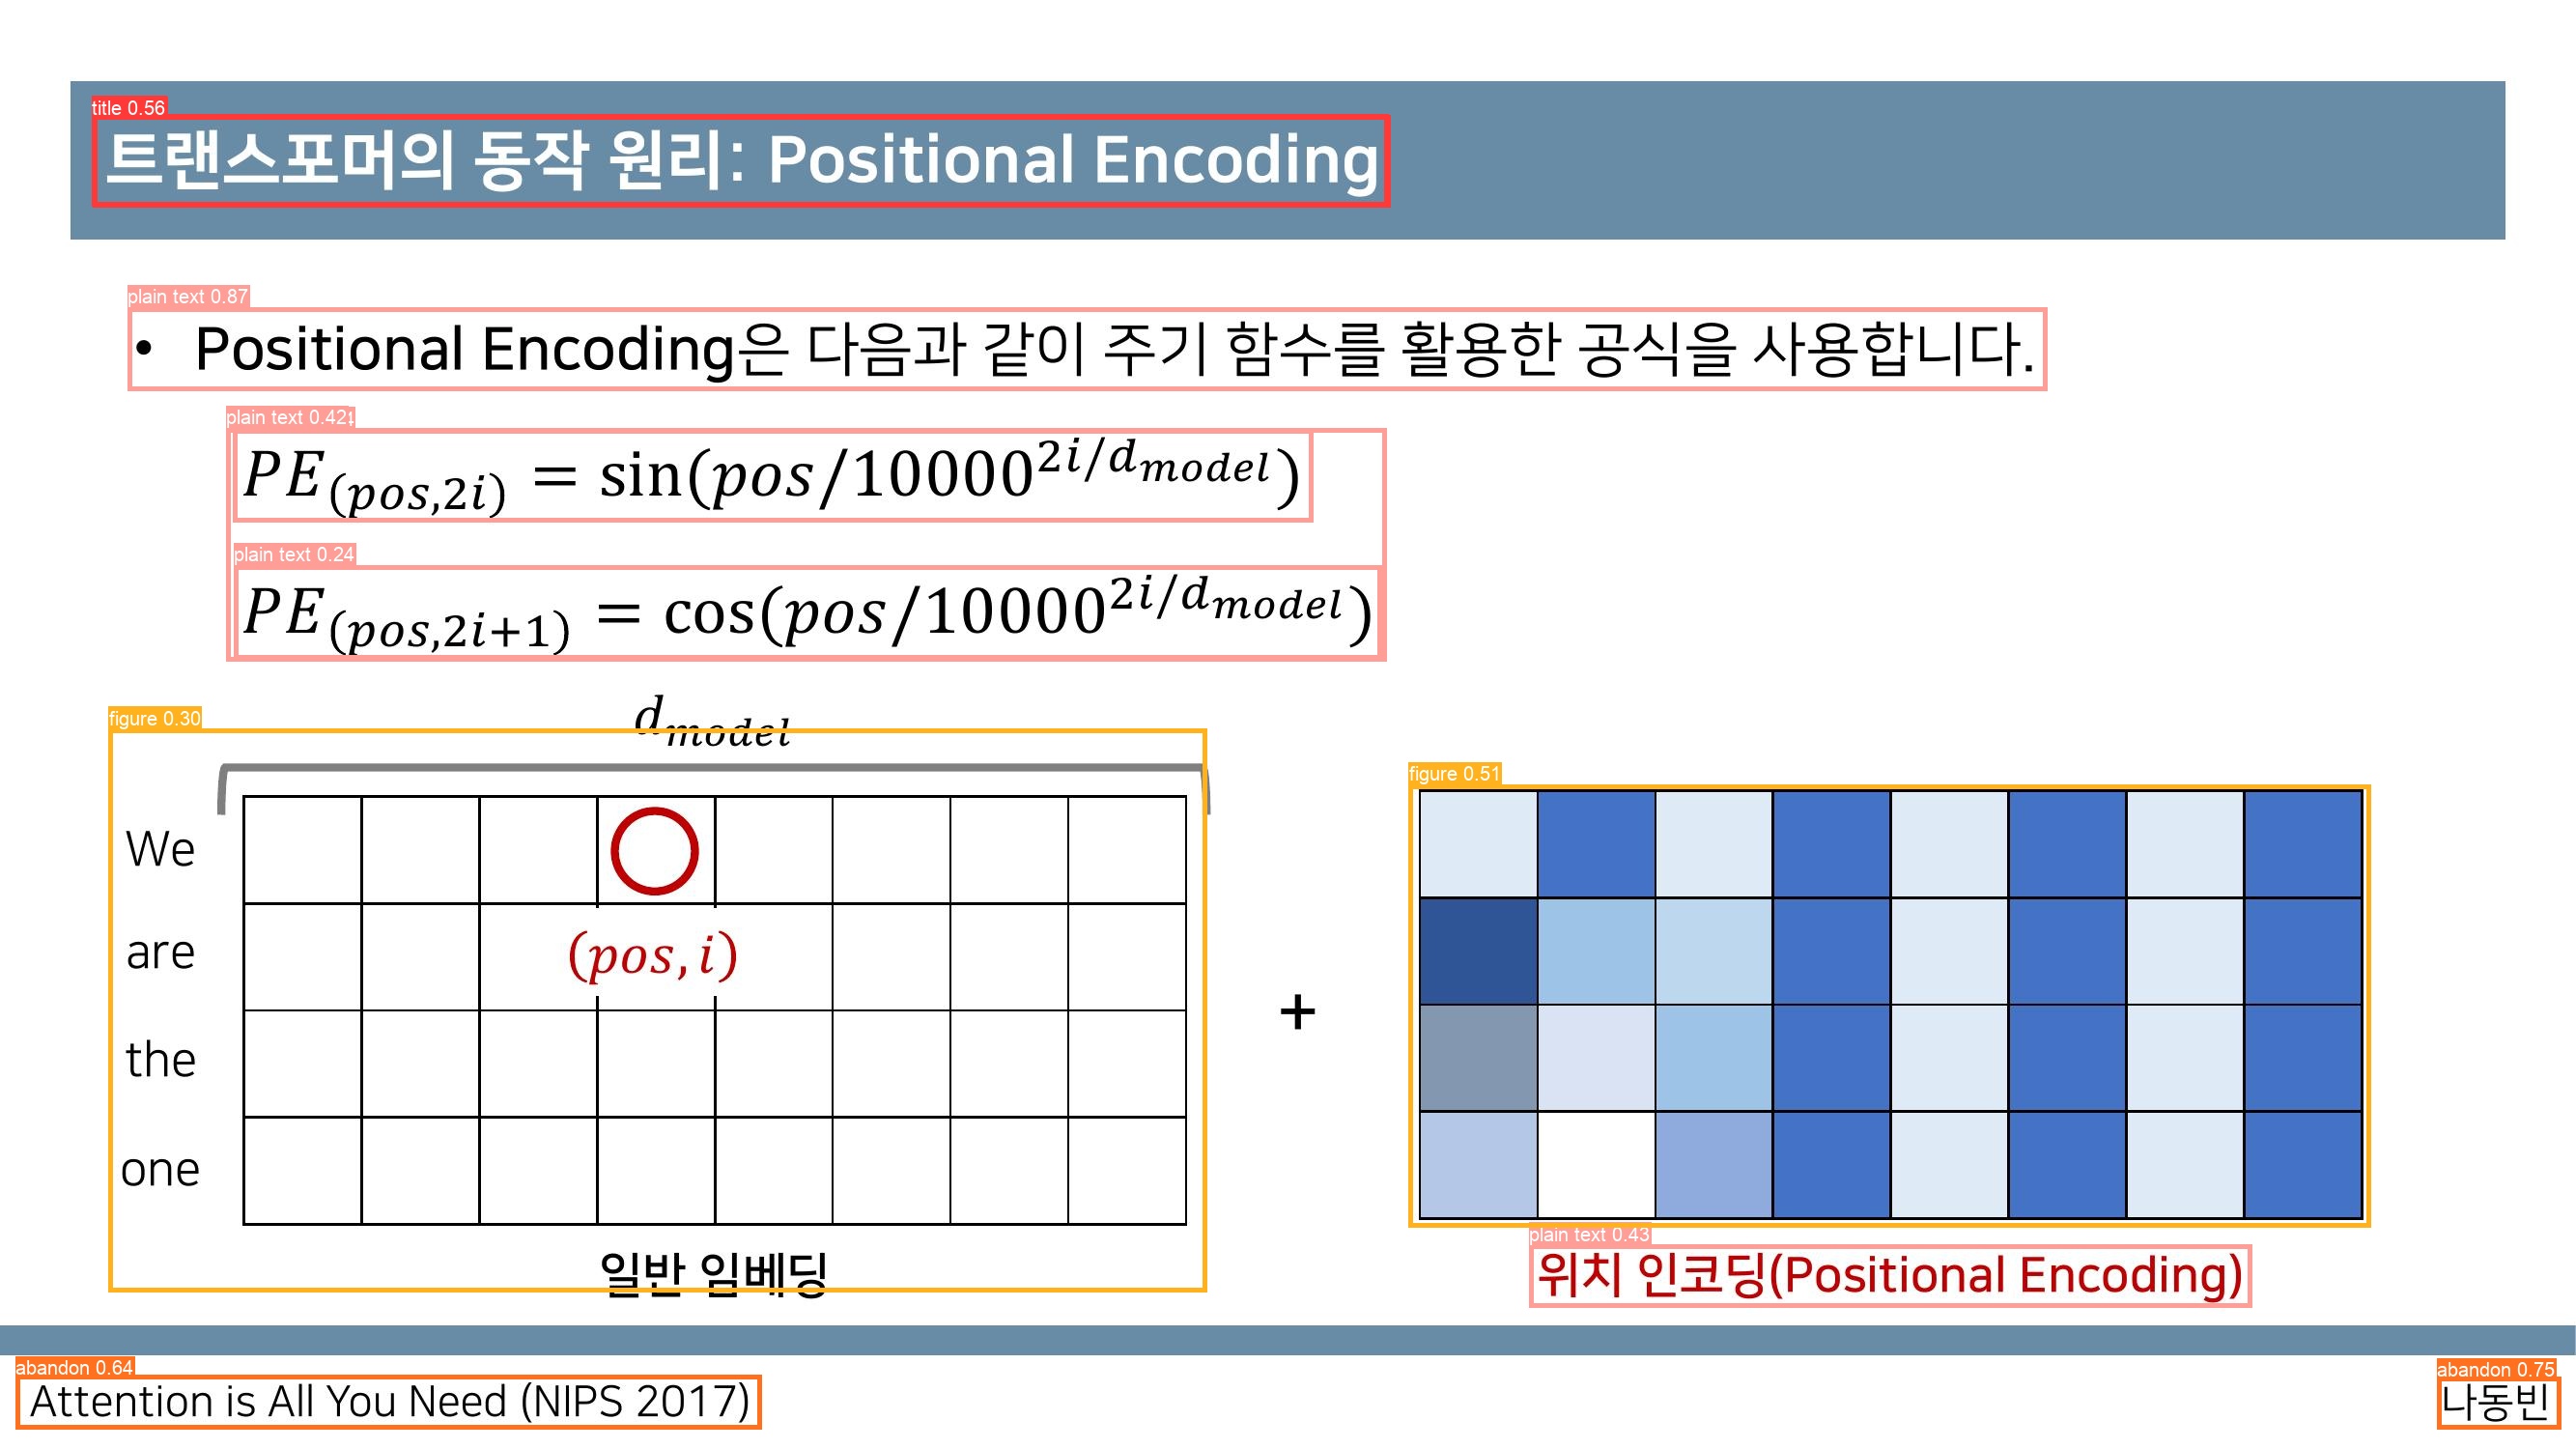 title 0.56
트랜스포머의 동작 원리: Positional Encoding
plain text 0.87
• Positional Encoding은 다음과 같이 주기 함수를 활용한 공식을 사용합니다.
plain text 0.42
PE_(pos,2i) = sin(pos/10000^{2i/d_model})
plain text 0.24
PE_(pos,2i+1) = cos(pos/10000^{2i/d_model})
figure 0.30
d_model
figure 0.51
We
are
(pos, i)
+
the
one
일반 임베딩
plain text 0.43
위치 인코딩(Positional Encoding)
abandon 0.64
Attention is All You Need (NIPS 2017)
abandon 0.75
나동빈